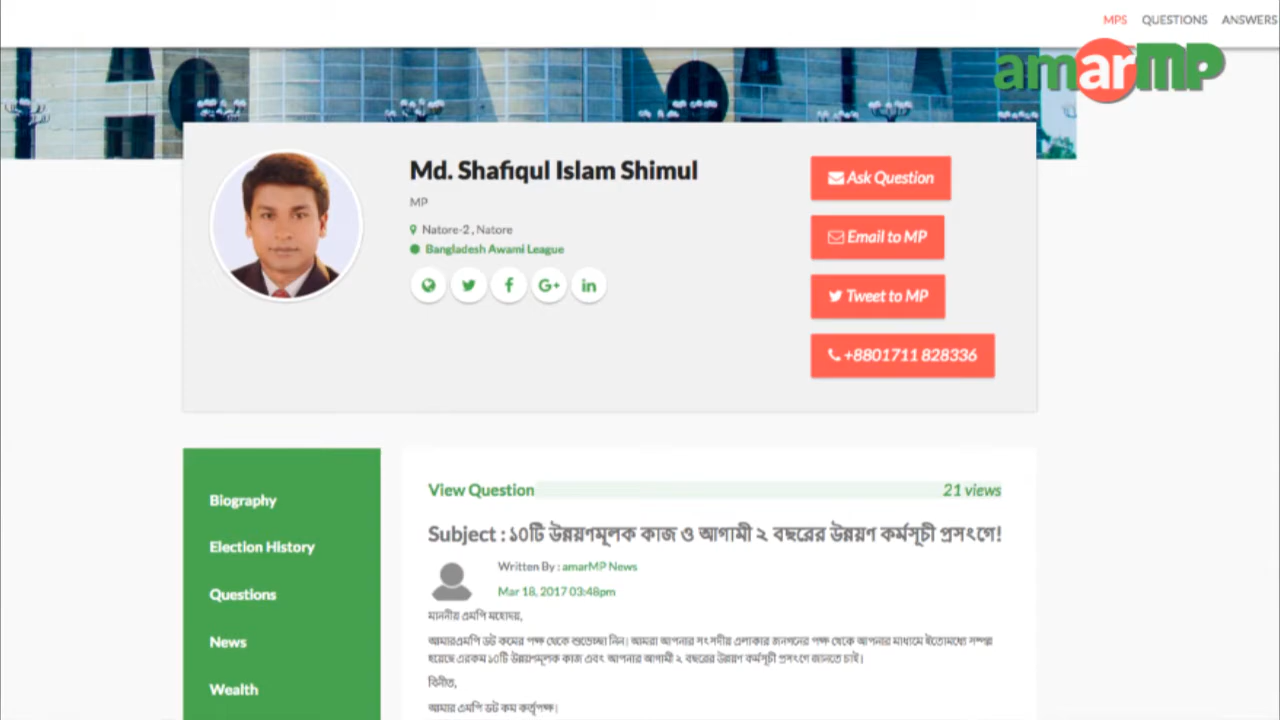 MPS QUESTIONS ANSWERS
amarMP
Md. Shafiqul Islam Shimul
MP
Natore-2 , Natore
Bangladesh Awami League
Ask Question
Email to MP
Tweet to MP
+8801711 828336
Biography
Election History
Questions
News
Wealth
View Question 21 views
Subject : ১০টি উন্নয়ণমূলক কাজ ও আগামী ২ বছরের উন্নয়ণ কর্মসূচী প্রসংগে!
Written By : amarMP News
Mar 18, 2017 03:48pm
মাননীয় এমপি মহোদয়,
আমারএমপি ডট কমের পক্ষ থেকে শুভেচ্ছা নিন। আমরা আপনার সংসদীয় এলাকার জনগনের পক্ষ থেকে আপনার মাধ্যমে ইতোমধ্যে সম্পন্ন
হয়েছে এরকম ১০টি উন্নয়ণমূলক কাজ এবং আপনার আগামী ২ বছরের উন্নয়ণ কর্মসূচী প্রসংগে জানতে চাই।
বিনীত,
আমার এমপি ডট কম কর্তৃপক্ষ।